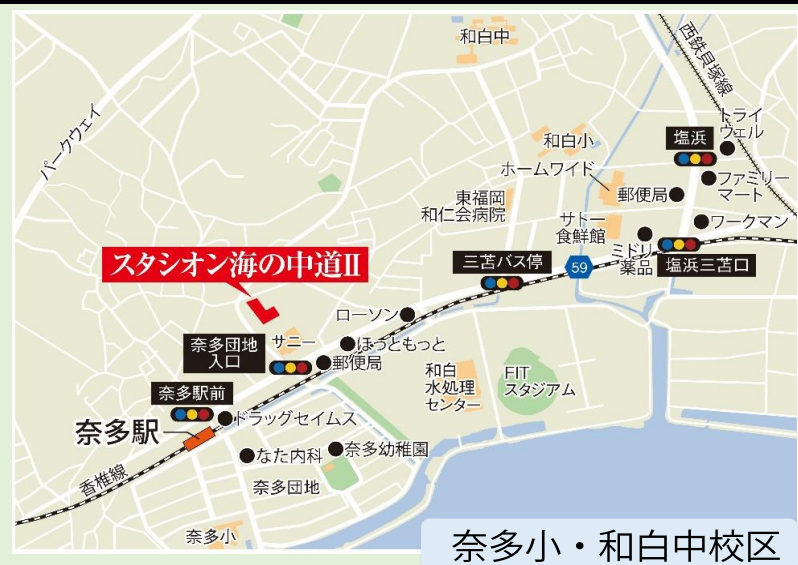 和白中
西鉄貝塚線
パークウェイ
トライ
ウェル
塩浜
和白小
ホームワイド
ファミリー
マート
郵便局
東福岡
和仁会病院
サトー
食鮮館
ワークマン
ミドリ
薬品
塩浜三苫口
三苫バス停
59
スタシオン海の中道II
ローソン
サニー
ほっともっと
奈多団地
入口
郵便局
和白
水処理
センター
FIT
スタジアム
奈多駅前
ドラッグセイムス
奈多駅
なた内科
奈多幼稚園
香椎線
奈多団地
奈多小
奈多小・和白中校区